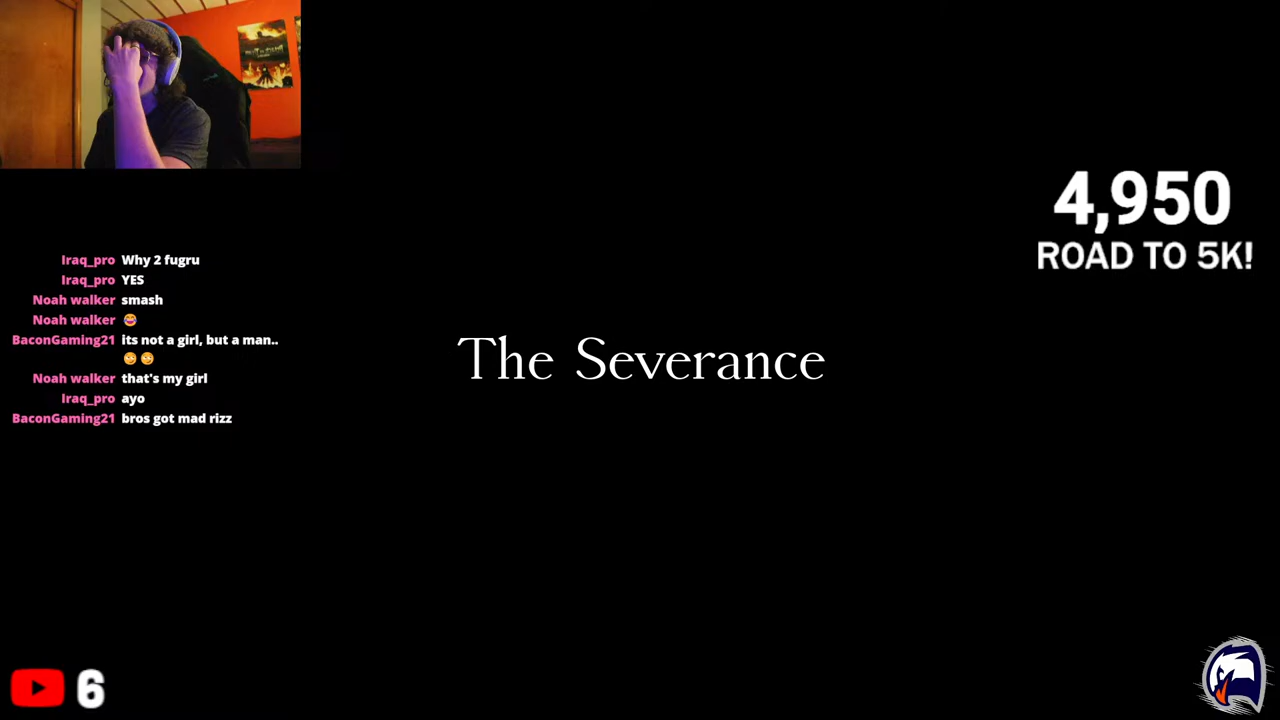 Iraq_pro Why 2 fugru
Iraq_pro YES
Noah walker smash
Noah walker 😂
BaconGaming21 its not a girl, but a man..
Noah walker that's my girl
Iraq_pro ayo
BaconGaming21 bros got mad rizz
The Severance
4,950
ROAD TO 5K!
6